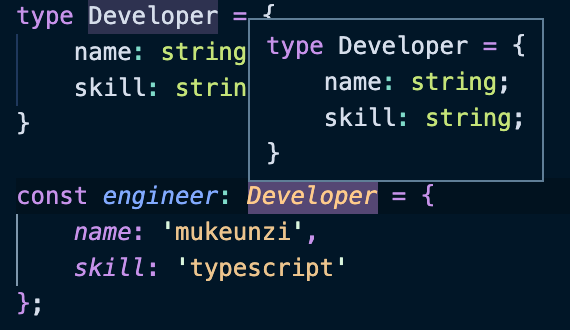 type Developer = {
name: string
skill: strin
}
type Developer = {
name: string;
skill: string;
}
const engineer: Developer = {
name: 'mukeunzi',
skill: 'typescript'
};